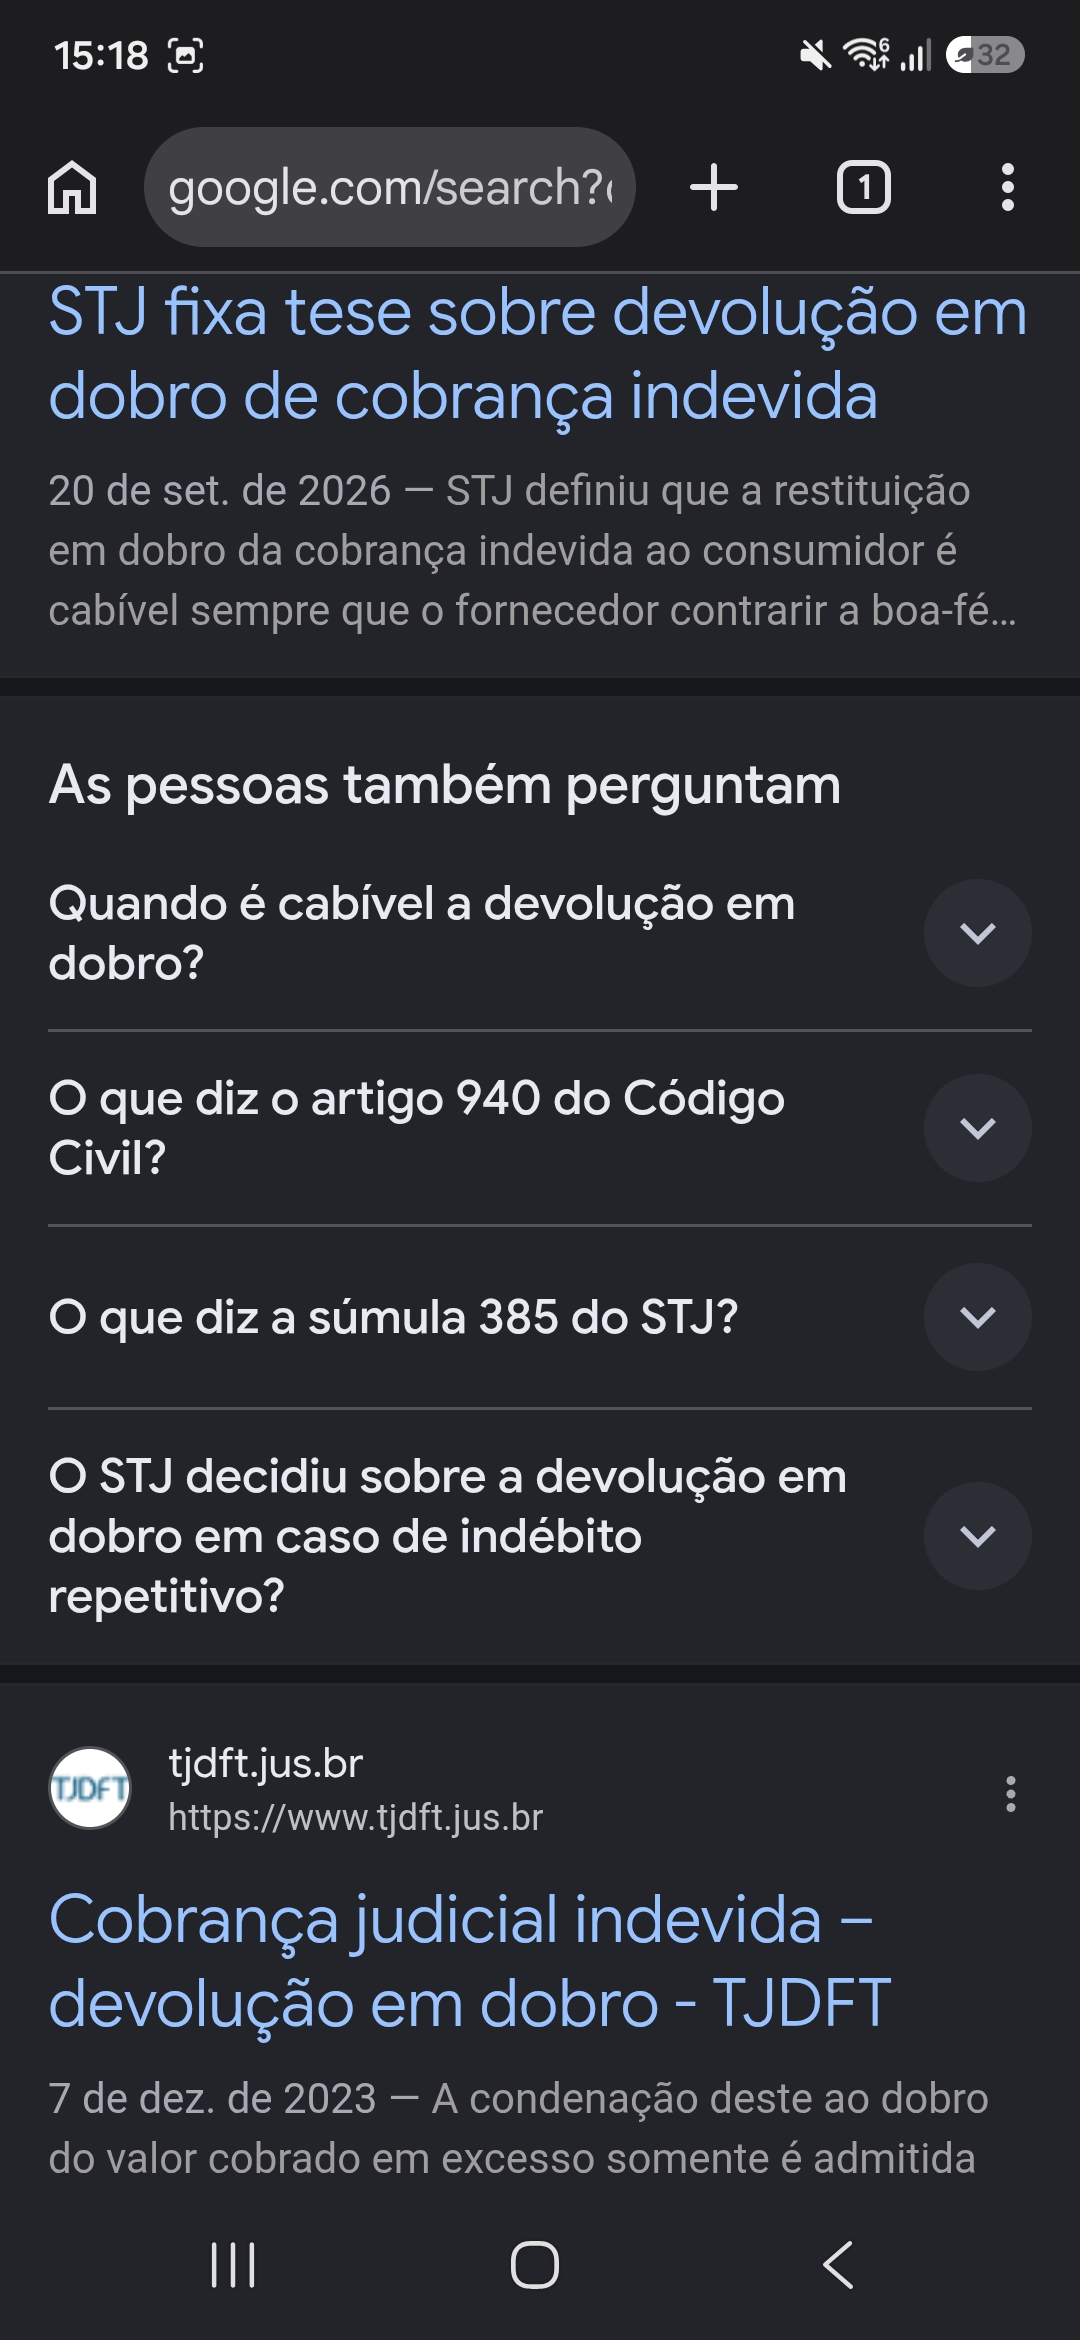 15:18
6
32
google.com/search?
1
STJ fixa tese sobre devolução em
dobro de cobrança indevida
20 de set. de 2026 — STJ definiu que a restituição
em dobro da cobrança indevida ao consumidor é
cabível sempre que o fornecedor contrarir a boa-fé...
As pessoas também perguntam
Quando é cabível a devolução em
dobro?
O que diz o artigo 940 do Código
Civil?
O que diz a súmula 385 do STJ?
O STJ decidiu sobre a devolução em
dobro em caso de indébito
repetitivo?
TJDFT
tjdft.jus.br
https://www.tjdft.jus.br
Cobrança judicial indevida –
devolução em dobro - TJDFT
7 de dez. de 2023 — A condenação deste ao dobro
do valor cobrado em excesso somente é admitida